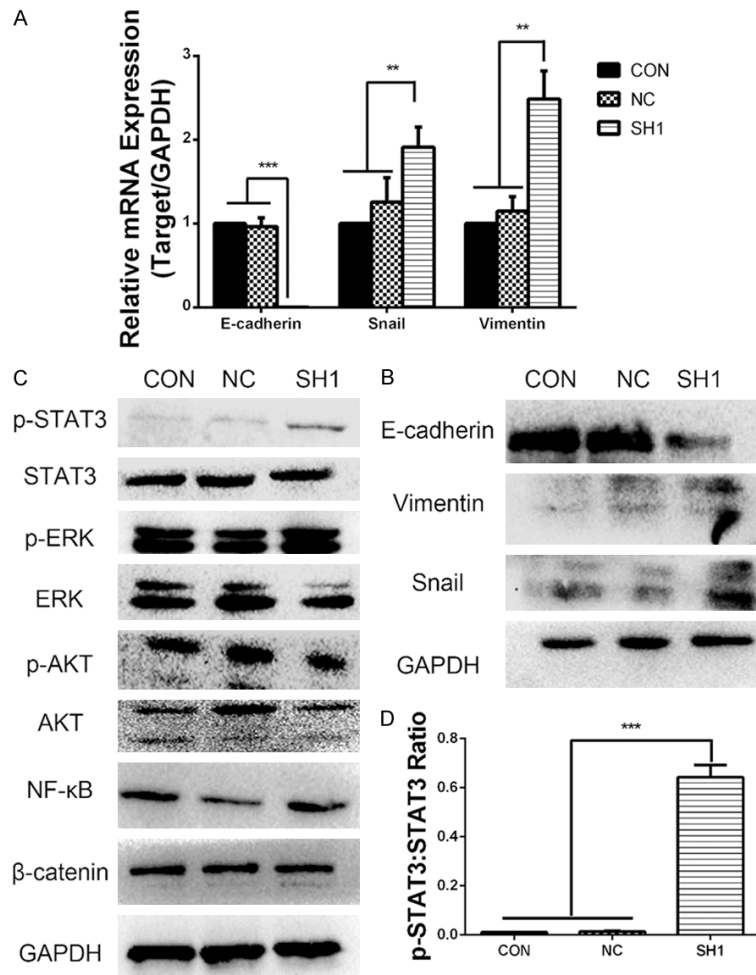 A
Relative mRNA Expression
(Target/GAPDH)
3
2
1
0
***
**
**
E-cadherin
Snail
Vimentin
CON
NC
SH1
C
CON NC SH1
p-STAT3
STAT3
p-ERK
ERK
p-AKT
AKT
NF-κB
β-catenin
GAPDH
B
CON NC SH1
E-cadherin
Vimentin
Snail
GAPDH
D
p-STAT3:STAT3 Ratio
0.8
0.6
0.4
0.2
0.0
***
CON
NC
SH1